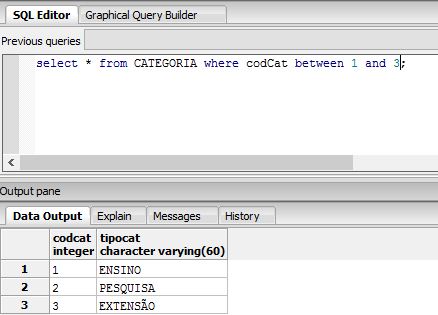 SQL Editor Graphical Query Builder
Previous queries
select * from CATEGORIA where codCat between 1 and 3;
Output pane
Data Output Explain Messages History
codcat tipocat
integer character varying(60)
1 1 ENSINO
2 2 PESQUISA
3 3 EXTENSÃO